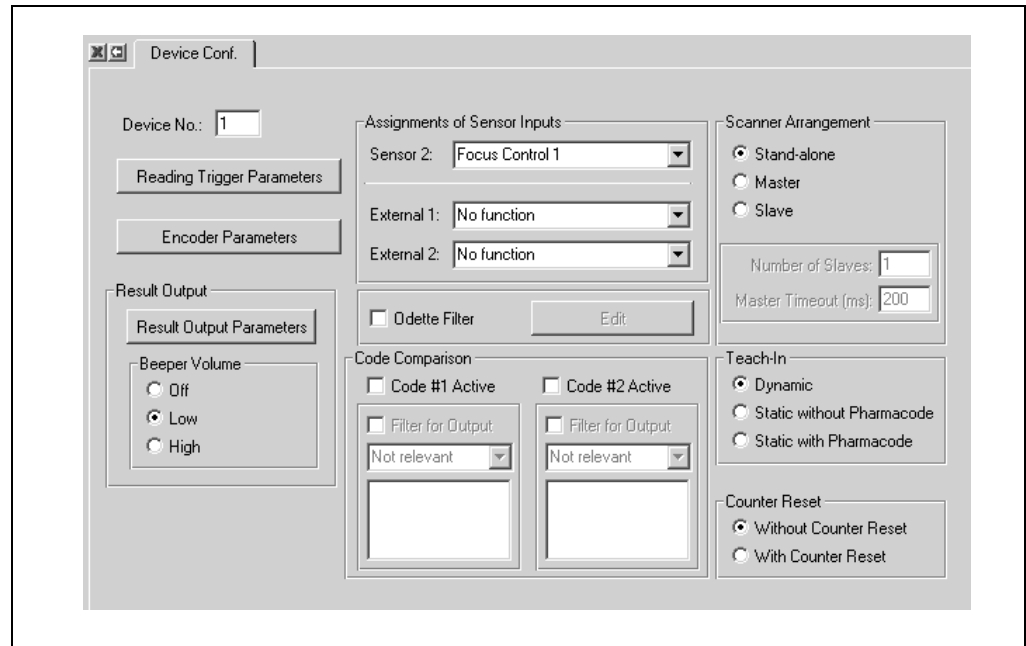 Device Conf.
Device No.: 1
Reading Trigger Parameters
Encoder Parameters
Result Output
Result Output Parameters
Beeper Volume
Off
Low
High
Assignments of Sensor Inputs
Sensor 2: Focus Control 1
External 1: No function
External 2: No function
Odette Filter Edit
Code Comparison
Code #1 Active
Filter for Output
Not relevant
Code #2 Active
Filter for Output
Not relevant
Scanner Arrangement
Stand-alone
Master
Slave
Number of Slaves: 1
Master Timeout (ms): 200
Teach-In
Dynamic
Static without Pharmacode
Static with Pharmacode
Counter Reset
Without Counter Reset
With Counter Reset